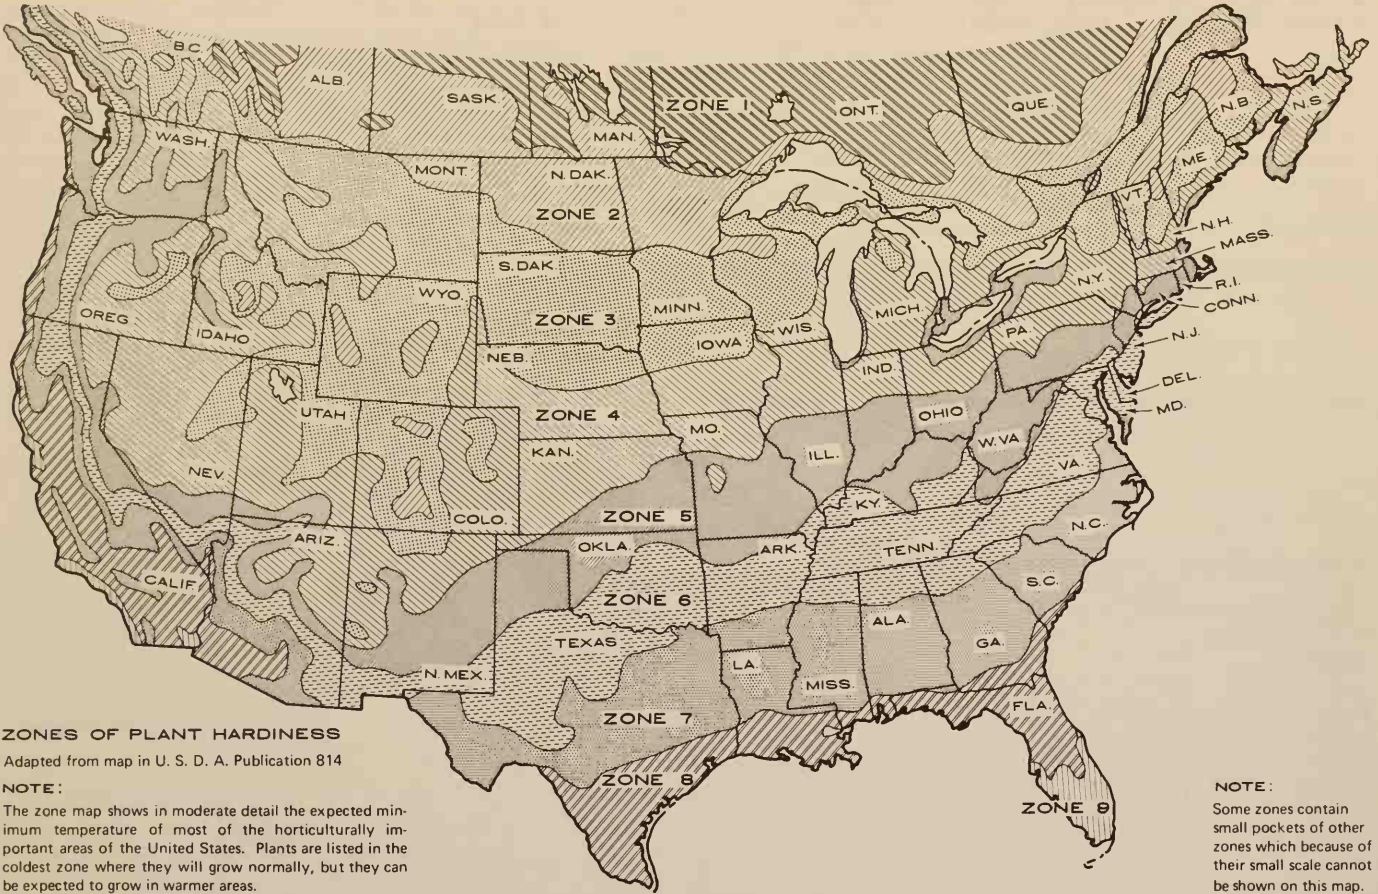 B.C.
ALB.
SASK.
MAN.
ZONE 1
ONT.
QUE.
N.B.
N.S.
WASH.
MONT.
N. DAK.
ZONE 2
ME.
VT.
N.H.
MASS.
R.I.
CONN.
N.J.
DEL.
MD.
OREG.
IDAHO
WYO.
S. DAK.
ZONE 3
MINN.
WIS.
MICH.
N.Y.
PA.
NEB.
IOWA
IND.
OHIO
UTAH
NEV.
COLO.
ZONE 4
KAN.
MO.
ILL.
W. VA.
VA.
KY.
ZONE 5
CALIF.
ARIZ.
OKLA.
ARK.
TENN.
N.C.
S.C.
ZONE 6
TEXAS
N. MEX.
LA.
MISS.
ALA.
GA.
ZONE 7
FLA.
ZONE 8
ZONE 9
ZONES OF PLANT HARDINESS
Adapted from map in U. S. D. A. Publication 814
NOTE:
The zone map shows in moderate detail the expected min-
imum temperature of most of the horticulturally im-
portant areas of the United States. Plants are listed in the
coldest zone where they will grow normally, but they can
be expected to grow in warmer areas.
NOTE:
Some zones contain
small pockets of other
zones which because of
their small scale cannot
be shown on this map.